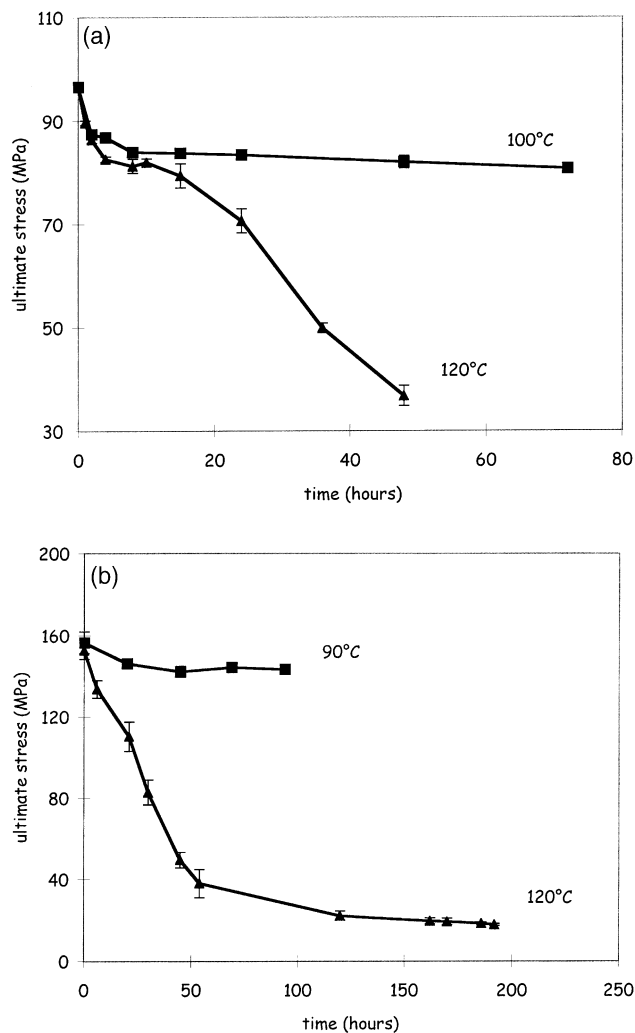 (a)
110
90
70
50
30
ultimate stress (MPa)
100°C
120°C
0 20 40 60 80
time (hours)
(b)
200
160
120
80
40
0
ultimate stress (MPa)
90°C
120°C
0 50 100 150 200 250
time (hours)